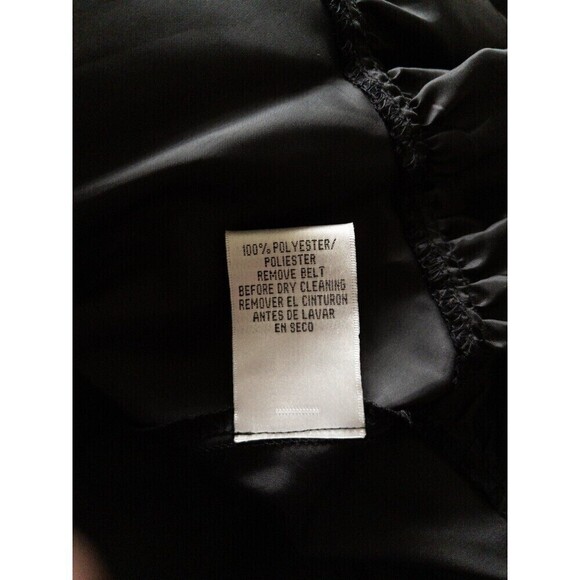 100% POLYESTER/
POLIESTER
REMOVE BELT
BEFORE DRY CLEANING
REMOVER EL CINTURON
ANTES DE LAVAR
EN SECO